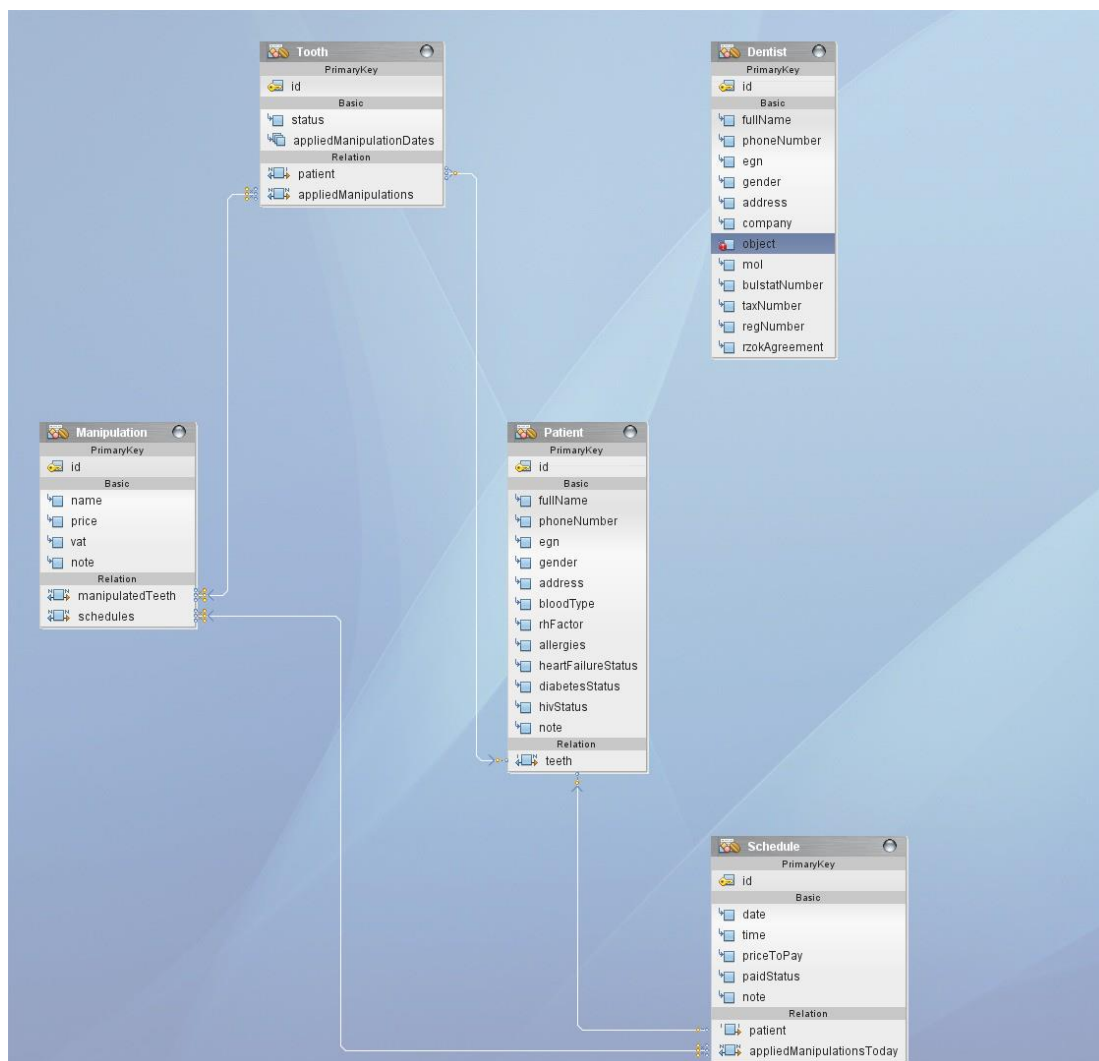 Tooth
PrimaryKey
id
Basic
status
appliedManipulationDates
Relation
patient
appliedManipulations
Dentist
PrimaryKey
id
Basic
fullName
phoneNumber
egn
gender
address
company
object
mol
bulstatNumber
taxNumber
regNumber
rzokAgreement
Manipulation
PrimaryKey
id
Basic
name
price
vat
note
Relation
manipulatedTeeth
schedules
Patient
PrimaryKey
id
Basic
fullName
phoneNumber
egn
gender
address
bloodType
rhFactor
allergies
heartFailureStatus
diabetesStatus
hivStatus
note
Relation
teeth
Schedule
PrimaryKey
id
Basic
date
time
priceToPay
paidStatus
note
Relation
patient
appliedManipulationsToday